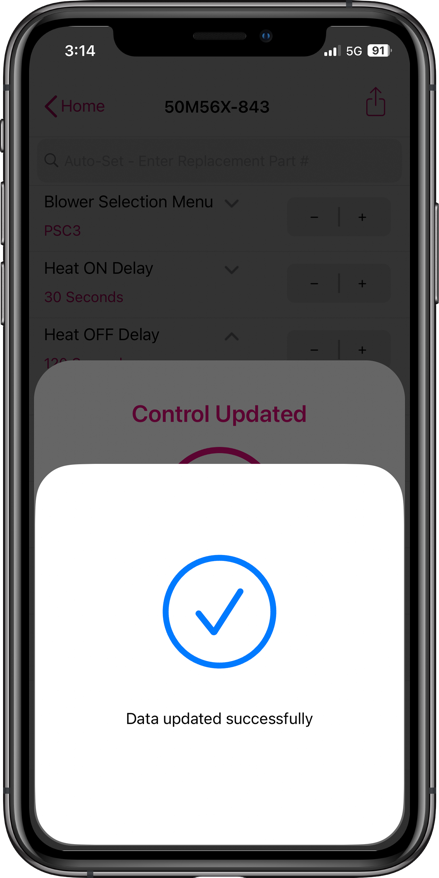 3:14 5G 91
Home 50M56X-843
Auto-Set - Enter Replacement Part #
Blower Selection Menu
PSC3
- +
Heat ON Delay
30 Seconds
- +
Heat OFF Delay
- +
Control Updated
Data updated successfully